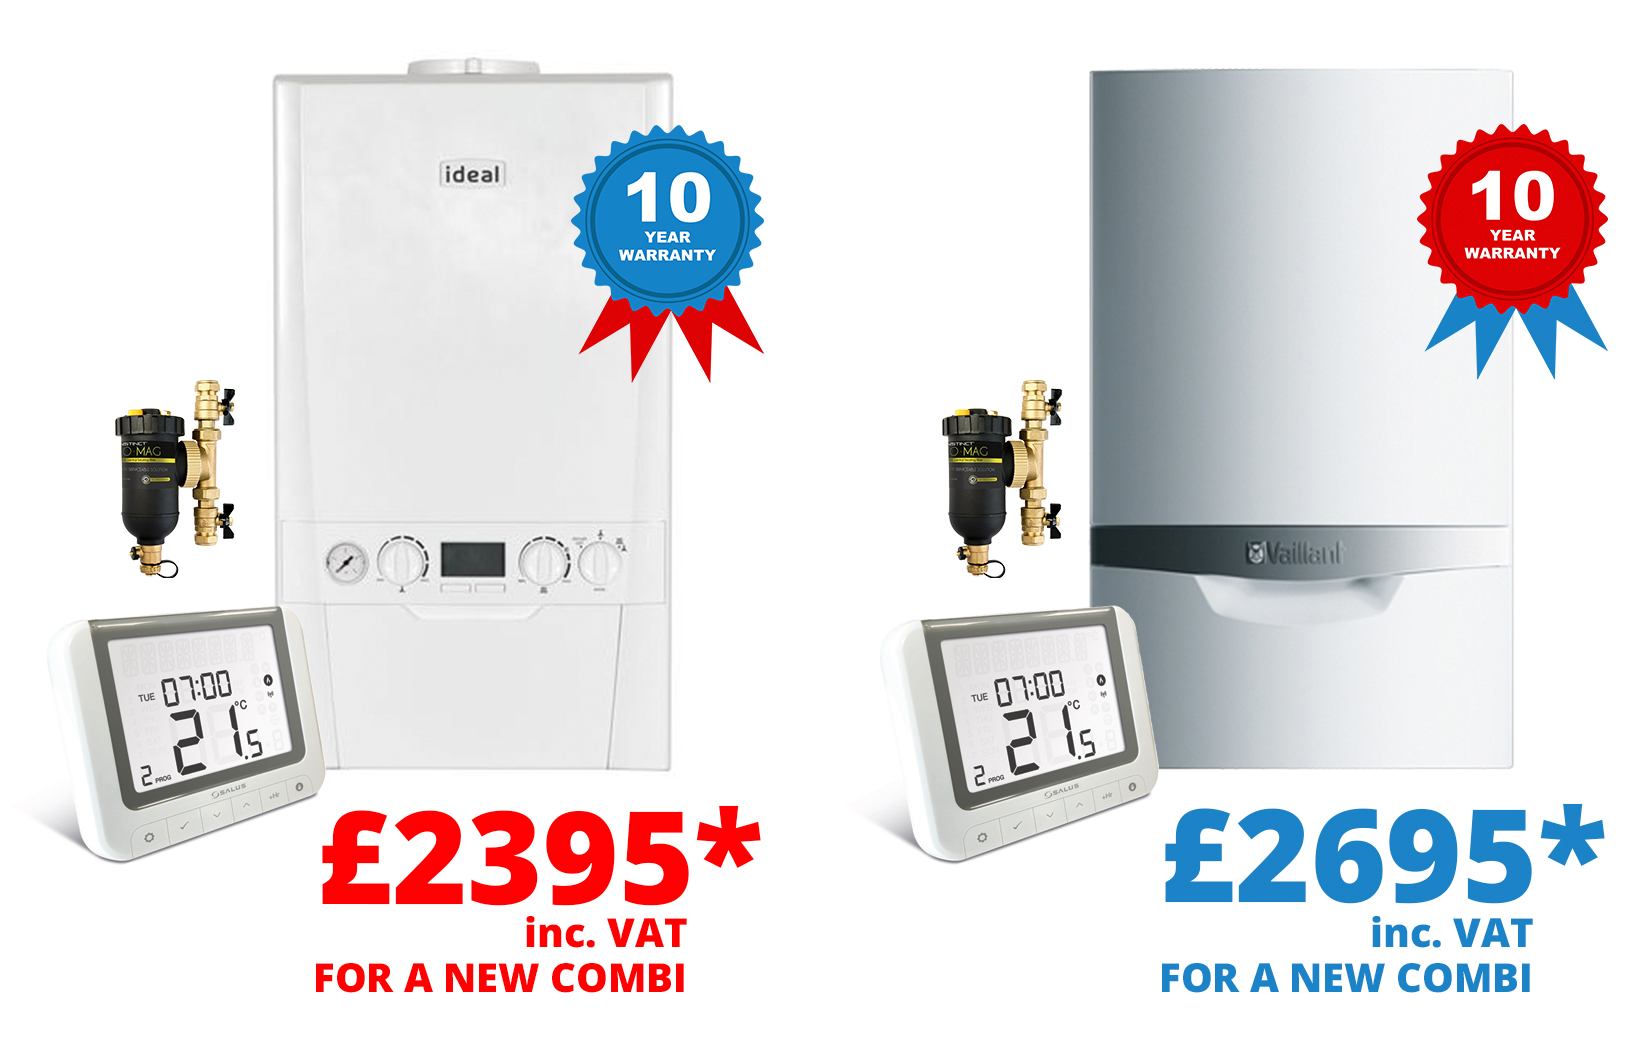 ideal
10
YEAR
WARRANTY
MAG
TUE 07:00
21.5 °C
2 PROG
SALUS
+Hr
£2395*
inc. VAT
FOR A NEW COMBI
10
YEAR
WARRANTY
Vaillant
MAG
TUE 07:00
21.5 °C
2 PROG
SALUS
+Hr
£2695*
inc. VAT
FOR A NEW COMBI